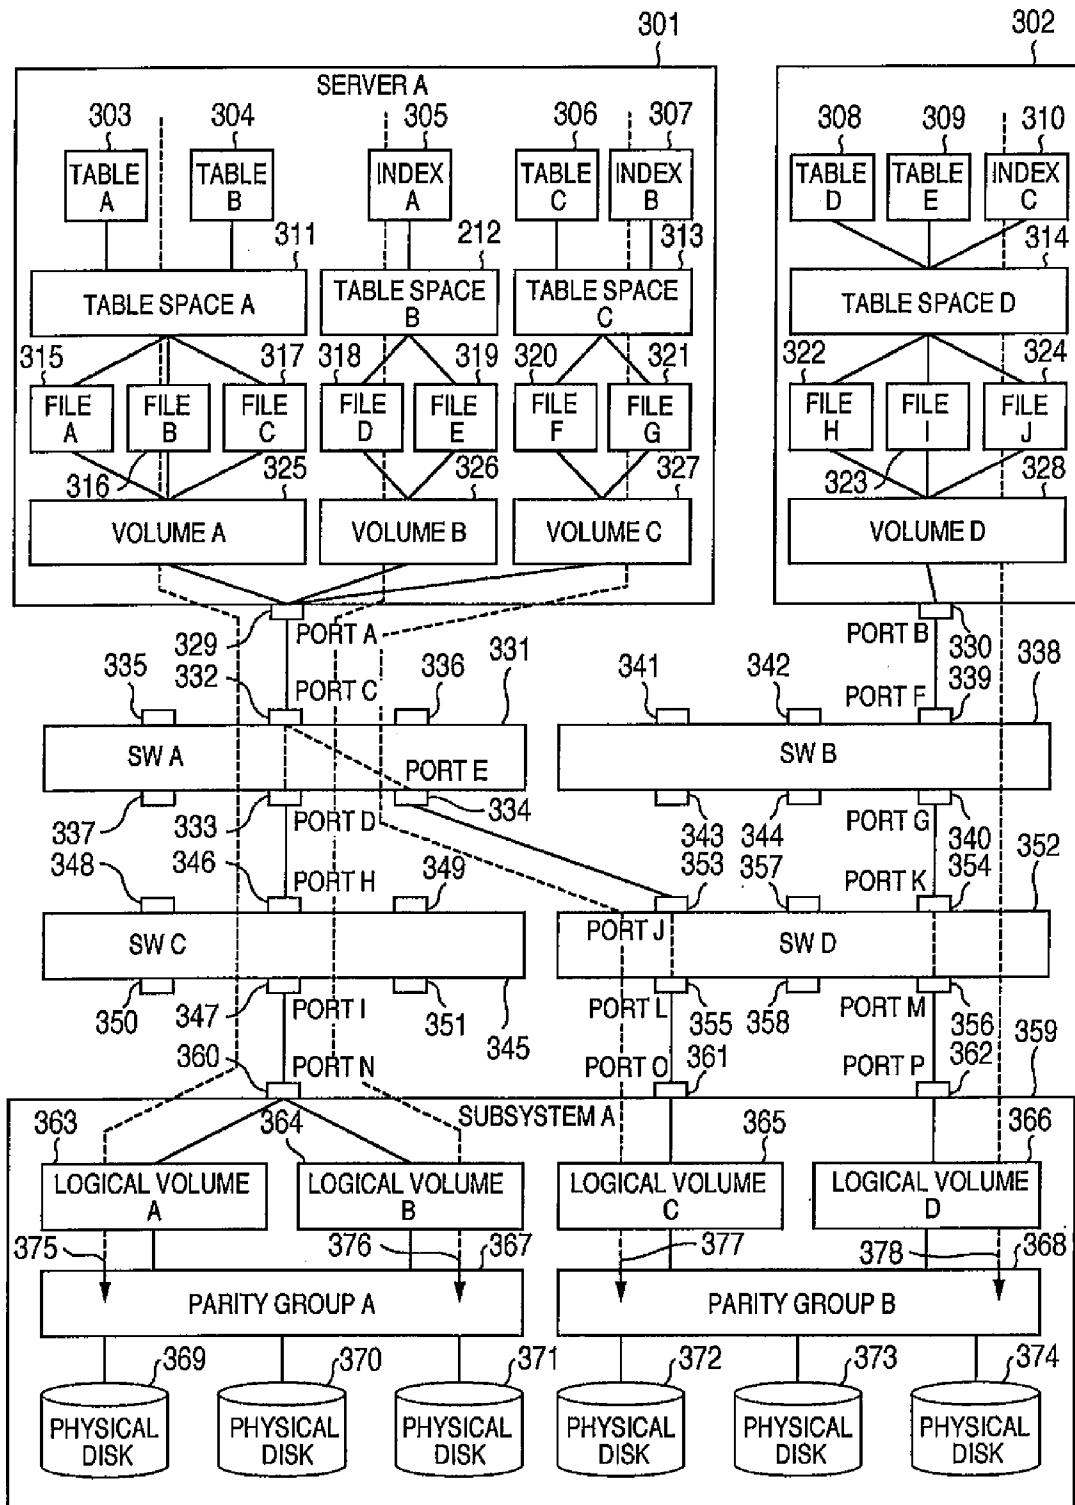 301
302
SERVER A
303
304
305
306
307
308
309
310
TABLE
A
TABLE
B
INDEX
A
TABLE
C
INDEX
B
TABLE
D
TABLE
E
INDEX
C
311
212
313
314
TABLE SPACE A
TABLE SPACE
B
TABLE SPACE
C
TABLE SPACE D
315
317
318
319
320
321
322
324
FILE
A
FILE
B
FILE
C
FILE
D
FILE
E
FILE
F
FILE
G
FILE
H
FILE
I
FILE
J
316
325
326
327
323
328
VOLUME A
VOLUME B
VOLUME C
VOLUME D
329
PORT A
PORT B
330
335
332
336
331
341
342
338
PORT C
PORT F
339
SW A
PORT E
SW B
337
333
PORT D
334
343
344
PORT G
340
348
346
349
353
357
354
352
PORT H
PORT K
SW C
PORT J
SW D
350
347
PORT I
351
345
PORT L
355
358
PORT M
356
359
360
PORT N
PORT O
361
PORT P
362
SUBSYSTEM A
363
364
365
366
LOGICAL VOLUME
A
LOGICAL VOLUME
B
LOGICAL VOLUME
C
LOGICAL VOLUME
D
375
376
367
377
378
368
PARITY GROUP A
PARITY GROUP B
369
370
371
372
373
374
PHYSICAL
DISK
PHYSICAL
DISK
PHYSICAL
DISK
PHYSICAL
DISK
PHYSICAL
DISK
PHYSICAL
DISK